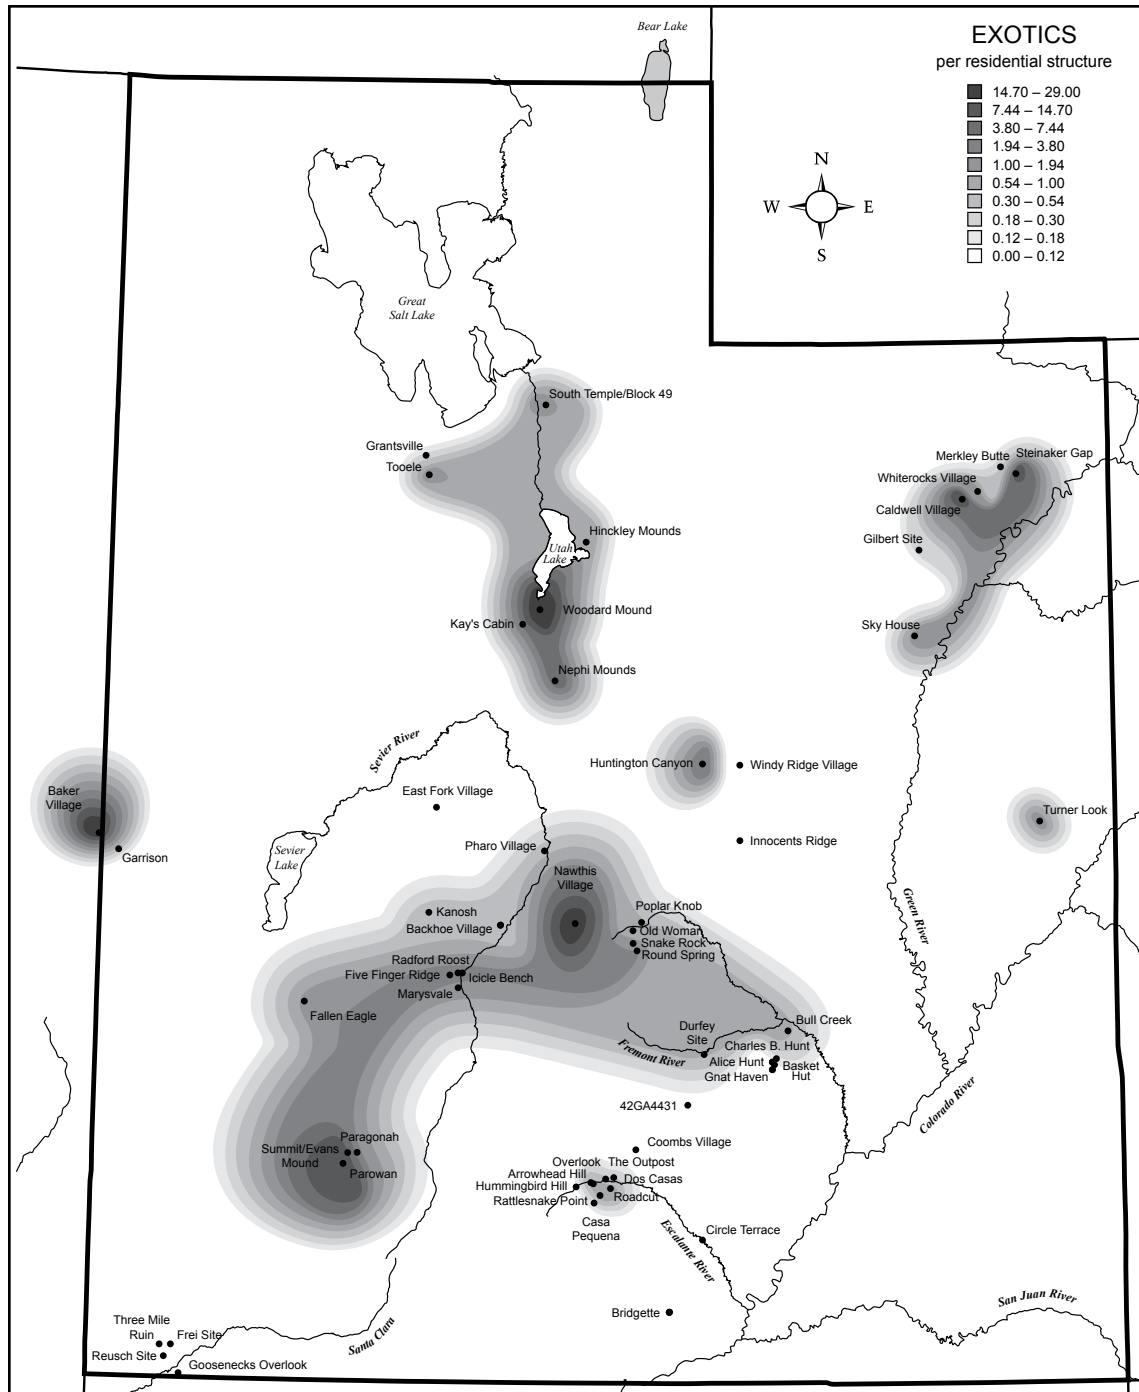 Bear Lake
EXOTICS
per residential structure
14.70 – 29.00
7.44 – 14.70
3.80 – 7.44
1.94 – 3.80
1.00 – 1.94
0.54 – 1.00
0.30 – 0.54
0.18 – 0.30
0.12 – 0.18
0.00 – 0.12
N
W
E
S
Great
Salt Lake
South Temple/Block 49
Grantsville
Tooele
Merkley Butte
Steinaker Gap
Whiterocks Village
Caldwell Village
Gilbert Site
Hinckley Mounds
Utah
Lake
Woodard Mound
Kay's Cabin
Sky House
Nephi Mounds
Sevier River
Huntington Canyon
Windy Ridge Village
Baker
Village
East Fork Village
Turner Look
Garrison
Sevier
Lake
Pharo Village
Innocents Ridge
Nawthis
Village
Green River
Kanosh
Backhoe Village
Poplar Knob
Old Woman
Snake Rock
Round Spring
Radford Roost
Five Finger Ridge
Icicle Bench
Marysvale
Fallen Eagle
Durfey
Site
Bull Creek
Fremont River
Charles B. Hunt
Alice Hunt
Basket
Hut
Gnat Haven
42GA4431
Colorado River
Paragonah
Summit/Evans
Mound
Parowan
Coombs Village
Overlook
The Outpost
Arrowhead Hill
Dos Casas
Hummingbird Hill
Rattlesnake Point
Roadcut
Casa
Pequena
Escalante River
Circle Terrace
Bridgette
San Juan River
Three Mile
Ruin
Frei Site
Reusch Site
Goosenecks Overlook
Santa Clara